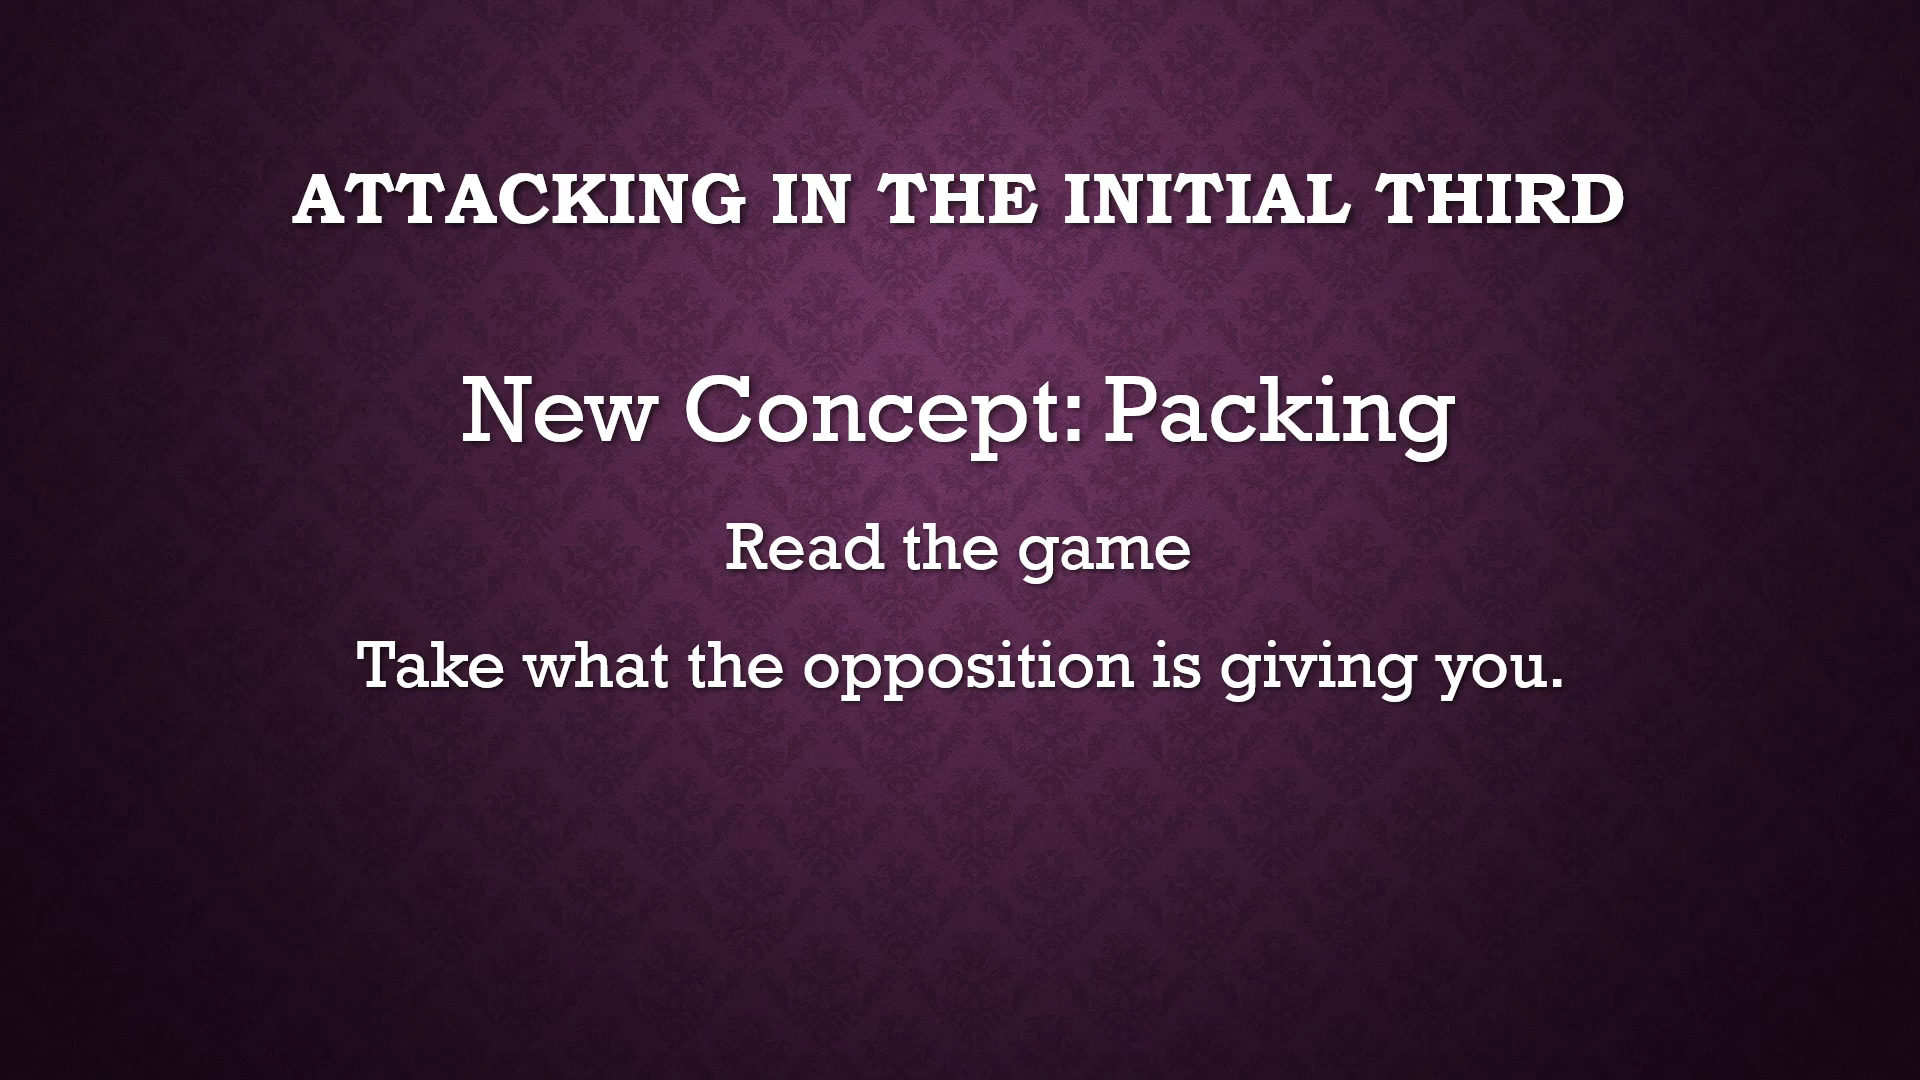 ATTACKING IN THE INITIAL THIRD
New Concept: Packing
Read the game
Take what the opposition is giving you.